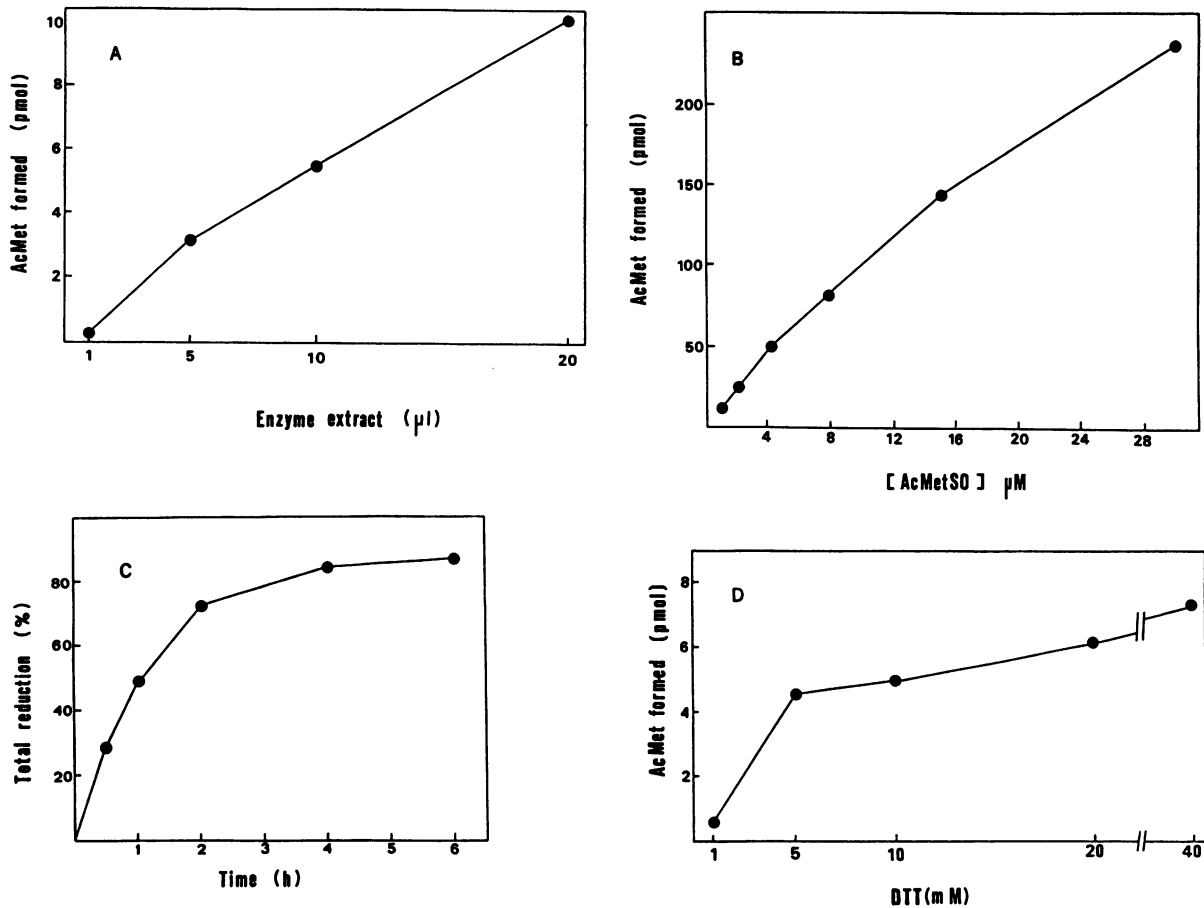 A
AcMet formed (pmol)
10
8
6
4
2
1 5 10 20
Enzyme extract (µl)
B
AcMet formed (pmol)
200
150
100
50
4 8 12 16 20 24 28
[AcMetSO] µM
C
Total reduction (%)
80
60
40
20
1 2 3 4 5 6
Time (h)
D
AcMet formed (pmol)
8
6
4
2
1 5 10 20 40
DTT(mM)